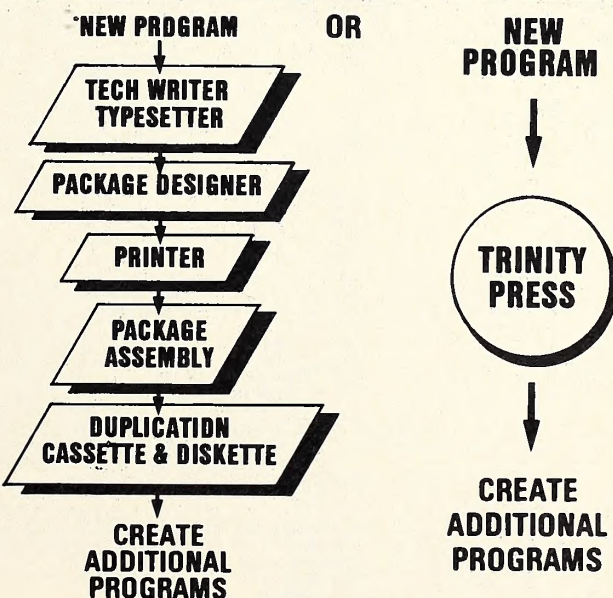 NEW PROGRAM
TECH WRITER
TYPESETTER
PACKAGE DESIGNER
PRINTER
PACKAGE
ASSEMBLY
DUPLICATION
CASSETTE & DISKETTE
CREATE
ADDITIONAL
PROGRAMS
OR
NEW
PROGRAM
TRINITY
PRESS
CREATE
ADDITIONAL
PROGRAMS